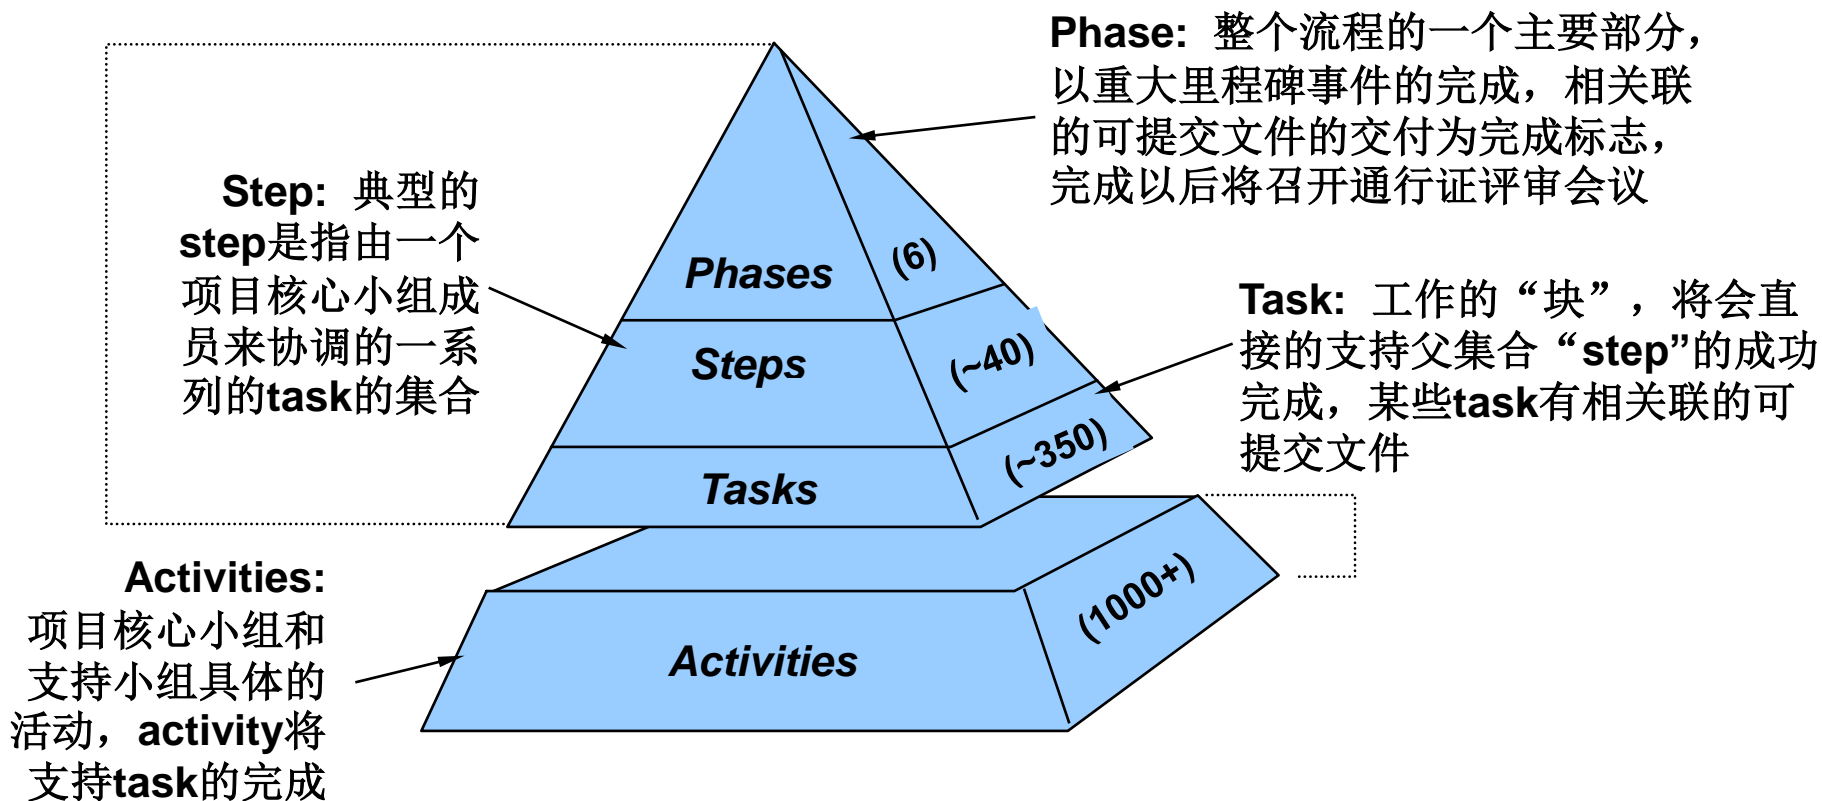 Phase: 整个流程的一个主要部分，
以重大里程碑事件的完成，相关联
的可提交文件的交付为完成标志，
完成以后将召开通行证评审会议
Step: 典型的
step是指由一个
项目核心小组成
员来协调的一系
列的task的集合
Phases
(6)
Steps
(~40)
Tasks
(~350)
Task: 工作的“块”，将会直
接的支持父集合“step”的成功
完成，某些task有相关联的可
提交文件
Activities:
项目核心小组和
支持小组具体的
活动，activity将
支持task的完成
Activities
(1000+)